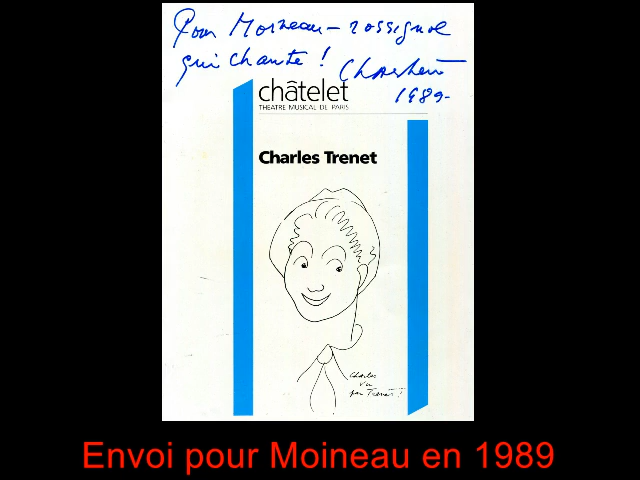 Pour Moineau - rossignol
qui chante !
1989 -
châtelet
THEATRE MUSICAL DE PARIS
Charles Trenet
Charles
vu
par Trenet !
Envoi pour Moineau en 1989